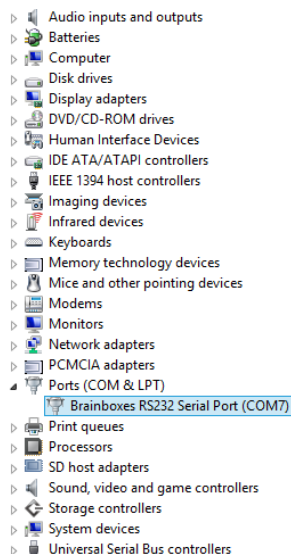 Audio inputs and outputs
Batteries
Computer
Disk drives
Display adapters
DVD/CD-ROM drives
Human Interface Devices
IDE ATA/ATAPI controllers
IEEE 1394 host controllers
Imaging devices
Infrared devices
Keyboards
Memory technology devices
Mice and other pointing devices
Modems
Monitors
Network adapters
PCMCIA adapters
Ports (COM & LPT)
Brainboxes RS232 Serial Port (COM7)
Print queues
Processors
SD host adapters
Sound, video and game controllers
Storage controllers
System devices
Universal Serial Bus controllers